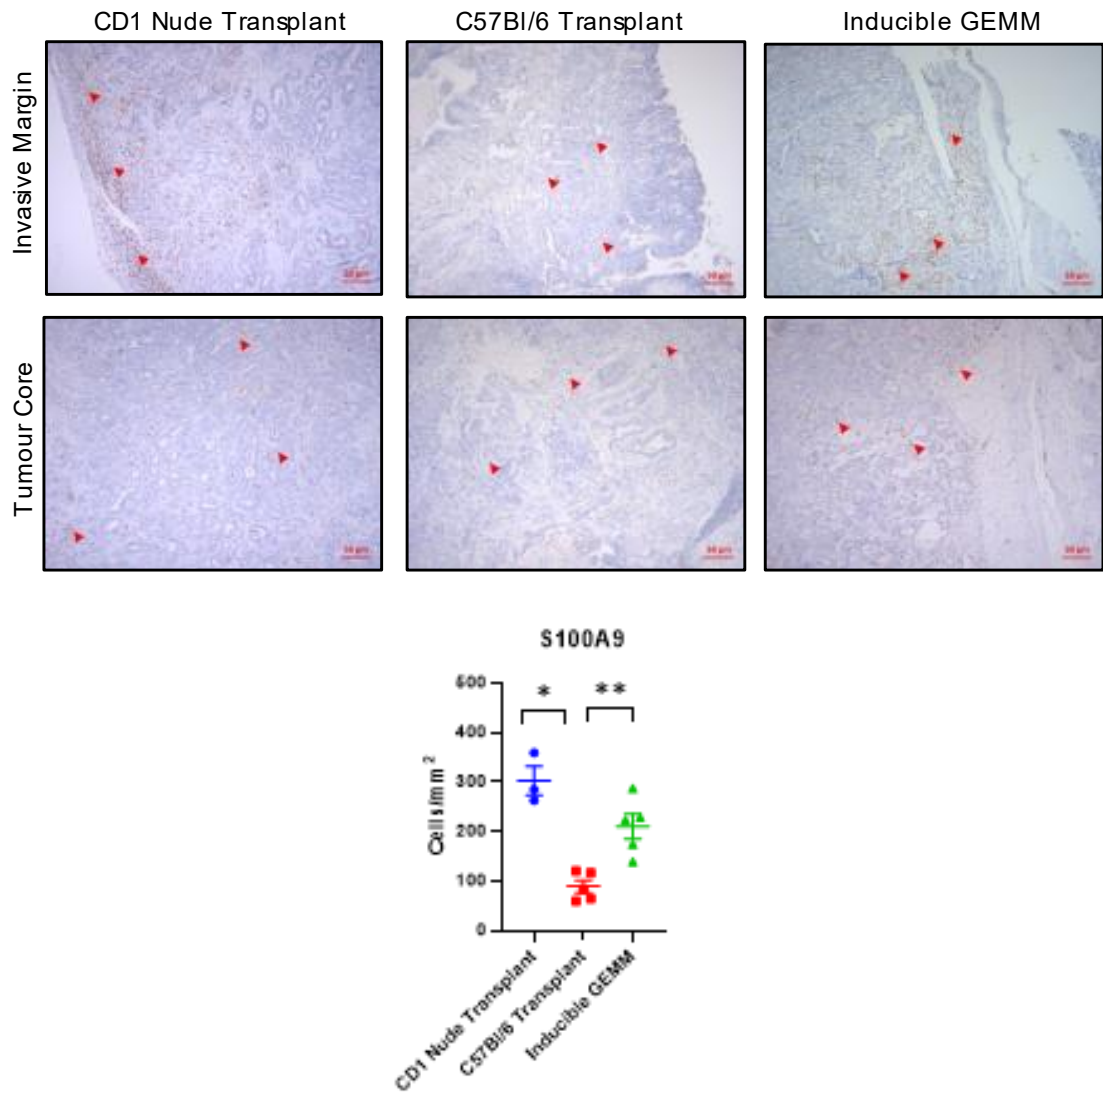 CD1 Nude Transplant
C57Bl/6 Transplant
Inducible GEMM
Invasive Margin
Tumour Core
S100A9
* **
500
400
300
200
100
0
Cells/mm²
CD1 Nude Transplant
C57Bl/6 Transplant
Inducible GEMM